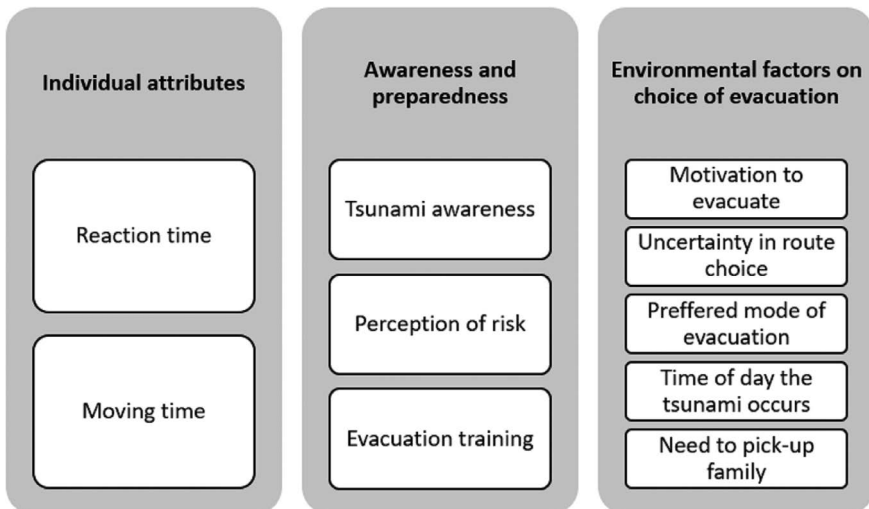 Individual attributes
Reaction time
Moving time
Awareness and
preparedness
Tsunami awareness
Perception of risk
Evacuation training
Environmental factors on
choice of evacuation
Motivation to
evacuate
Uncertainty in route
choice
Preffered mode of
evacuation
Time of day the
tsunami occurs
Need to pick-up
family